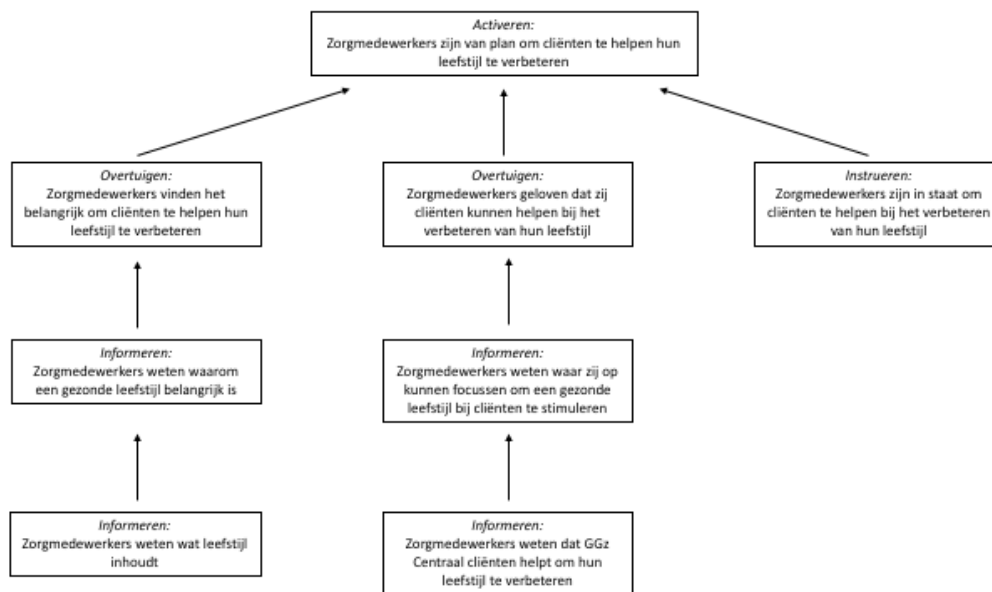 Activeren:
Zorgmedewerkers zijn van plan om cliënten te helpen hun
leefstijl te verbeteren
Overtuigen:
Zorgmedewerkers vinden het
belangrijk om cliënten te helpen hun
leefstijl te verbeteren
Overtuigen:
Zorgmedewerkers geloven dat zij
cliënten kunnen helpen bij het
verbeteren van hun leefstijl
Instrueren:
Zorgmedewerkers zijn in staat om
cliënten te helpen bij het verbeteren
van hun leefstijl
Informeren:
Zorgmedewerkers weten waarom
een gezonde leefstijl belangrijk is
Informeren:
Zorgmedewerkers weten waar zij op
kunnen focussen om een gezonde
leefstijl bij cliënten te stimuleren
Informeren:
Zorgmedewerkers weten wat leefstijl
inhoudt
Informeren:
Zorgmedewerkers weten dat GGz
Centraal cliënten helpt om hun
leefstijl te verbeteren